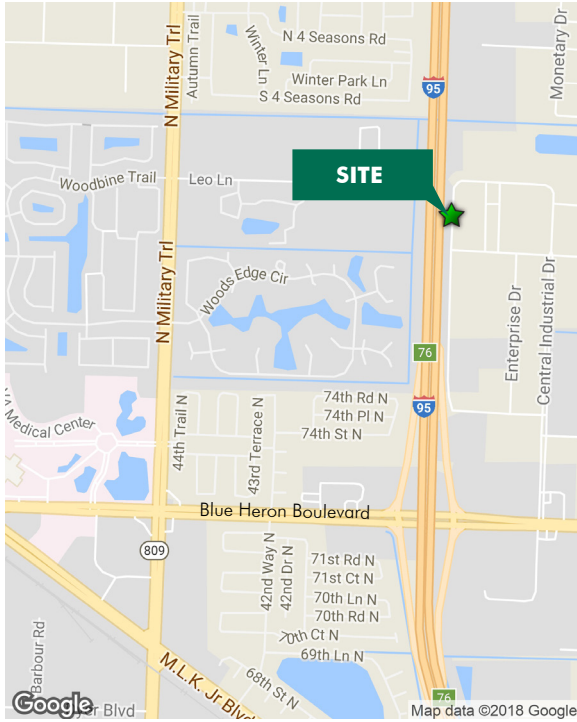 N 4 Seasons Rd
Winter Ln
Winter Park Ln
S 4 Seasons Rd
N Military Trl
Autumn Trail
Monetary Dr
95
Woodbine Trail
Leo Ln
SITE
N Military Trl
Woods Edge Cir
Enterprise Dr
Central Industrial Dr
76
95
74th Rd N
74th Pl N
74th St N
Medical Center
44th Trail N
43rd Terrace N
Blue Heron Boulevard
809
42nd Way N
42nd Dr N
71st Rd N
71st Ct N
70th Ln N
70th Rd N
70th Ct N
69th Ln N
68th St N
M.L.K. Jr Blvd
Barbour Rd
yer Blvd
76
Google
Map data ©2018 Google